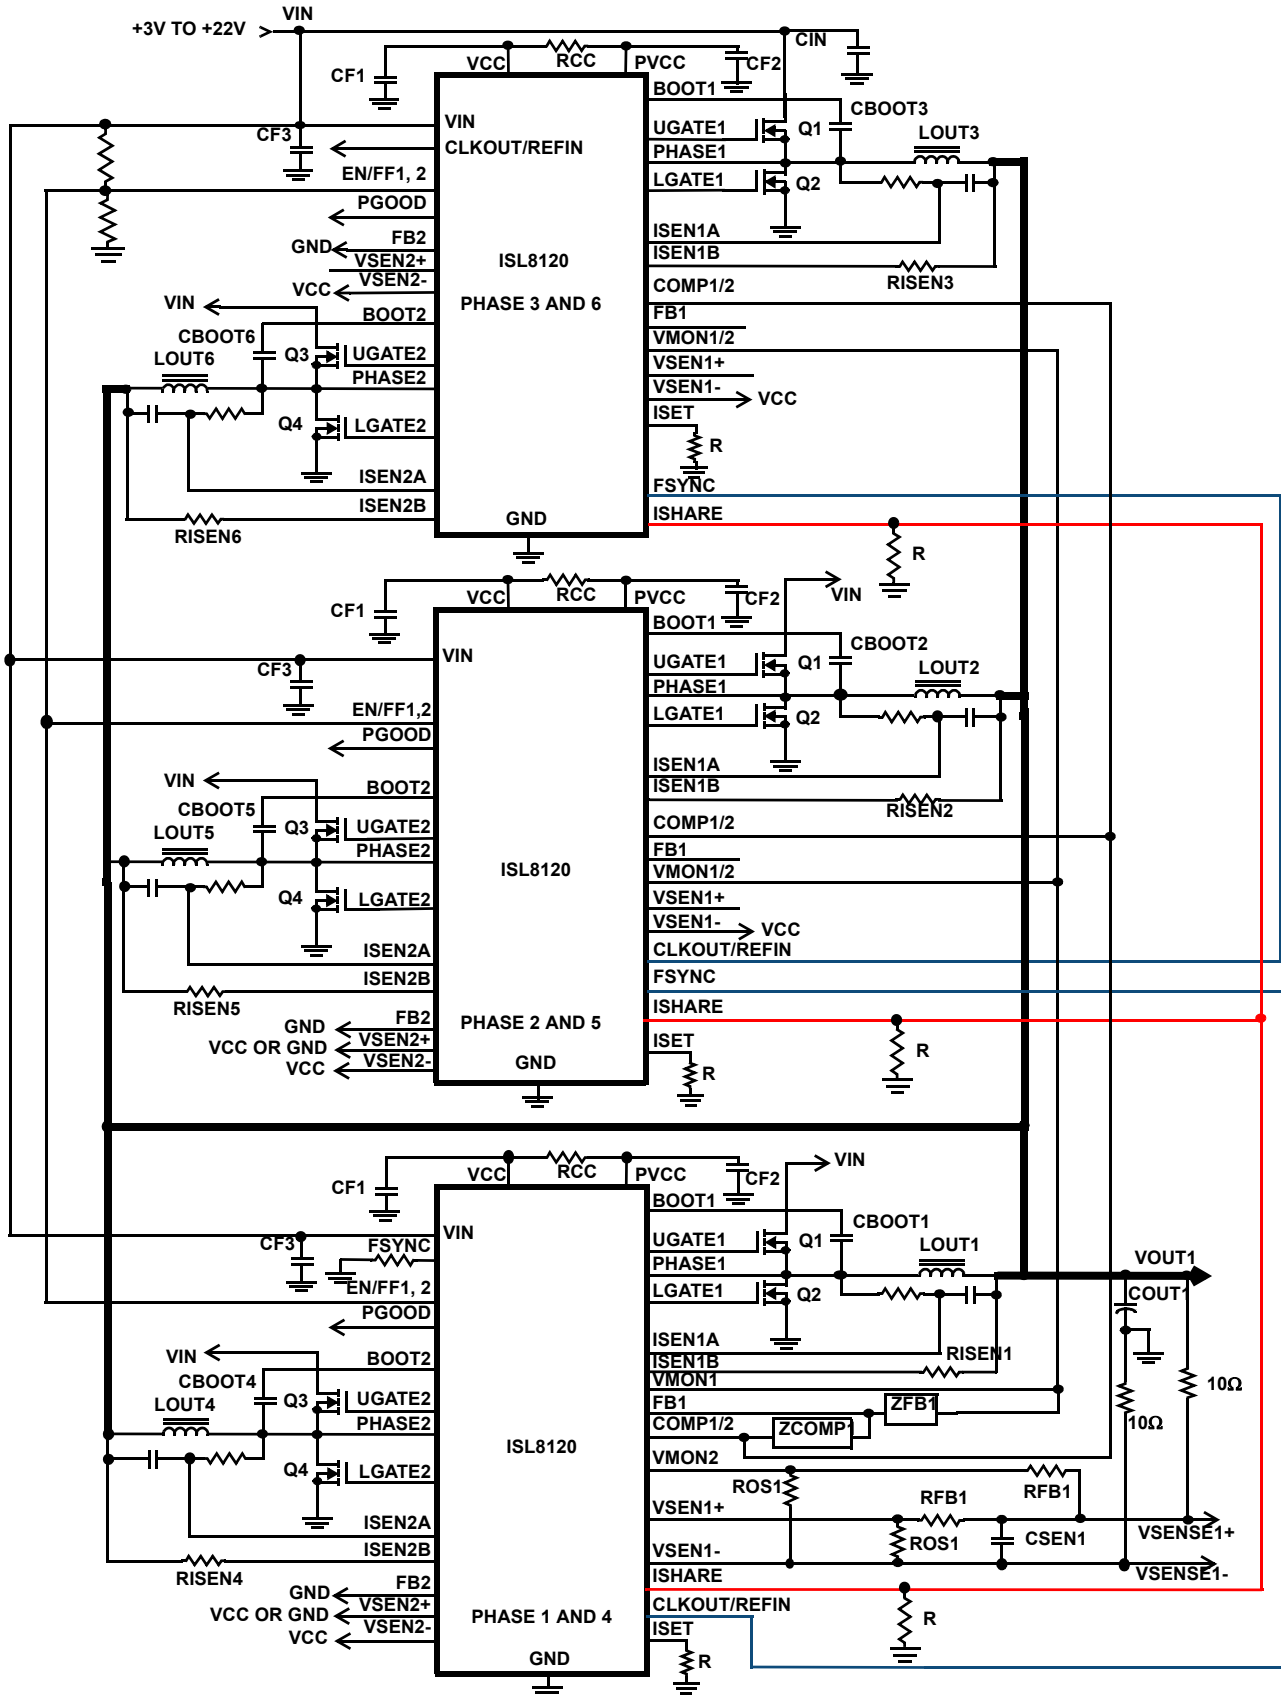 VIN
+3V TO +22V
CIN
VCC
RCC
PVCC
CF1
CF2
BOOT1
CBOOT3
VIN
UGATE1
Q1
LOUT3
CF3
CLKOUT/REFIN
PHASE1
EN/FF1, 2
LGATE1
Q2
PGOOD
ISEN1A
FB2
GND
ISEN1B
VSEN2+
ISL8120
RISEN3
VSEN2-
VCC
COMP1/2
VIN
PHASE 3 AND 6
BOOT2
FB1
CBOOT6
VMON1/2
LOUT6
Q3
UGATE2
VSEN1+
PHASE2
VSEN1-
VCC
ISET
Q4
LGATE2
R
ISEN2A
FSYNC
ISEN2B
ISHARE
GND
RISEN6
R
VCC
RCC
PVCC
CF1
CF2
VIN
BOOT1
CBOOT2
VIN
UGATE1
Q1
LOUT2
CF3
PHASE1
EN/FF1,2
LGATE1
Q2
PGOOD
ISEN1A
VIN
BOOT2
ISEN1B
RISEN2
CBOOT5
LOUT5
Q3
UGATE2
COMP1/2
PHASE2
FB1
ISL8120
VMON1/2
Q4
LGATE2
VSEN1+
VSEN1-
VCC
ISEN2A
CLKOUT/REFIN
ISEN2B
FSYNC
RISEN5
ISHARE
FB2
GND
PHASE 2 AND 5
VSEN2+
VCC OR GND
ISET
VSEN2-
VCC
GND
R
R
VCC
RCC
PVCC
VIN
CF1
CF2
BOOT1
CBOOT1
VIN
CF3
FSYNC
UGATE1
Q1
LOUT1
VOUT1
PHASE1
EN/FF1, 2
LGATE1
Q2
COUT1
PGOOD
ISEN1A
VIN
BOOT2
ISEN1B
RISEN1
CBOOT4
VMON1
10Ω
LOUT4
Q3
UGATE2
FB1
ZFB1
PHASE2
COMP1/2
ZCOMP1
10Ω
ISL8120
VMON2
Q4
LGATE2
ROS1
RFB1
VSEN1+
RFB1
ISEN2A
VSENSE1+
ROS1
CSEN1
ISEN2B
VSEN1-
RISEN4
ISHARE
VSENSE1-
FB2
GND
CLKOUT/REFIN
VSEN2+
VCC OR GND
PHASE 1 AND 4
R
VSEN2-
VCC
ISET
GND
R